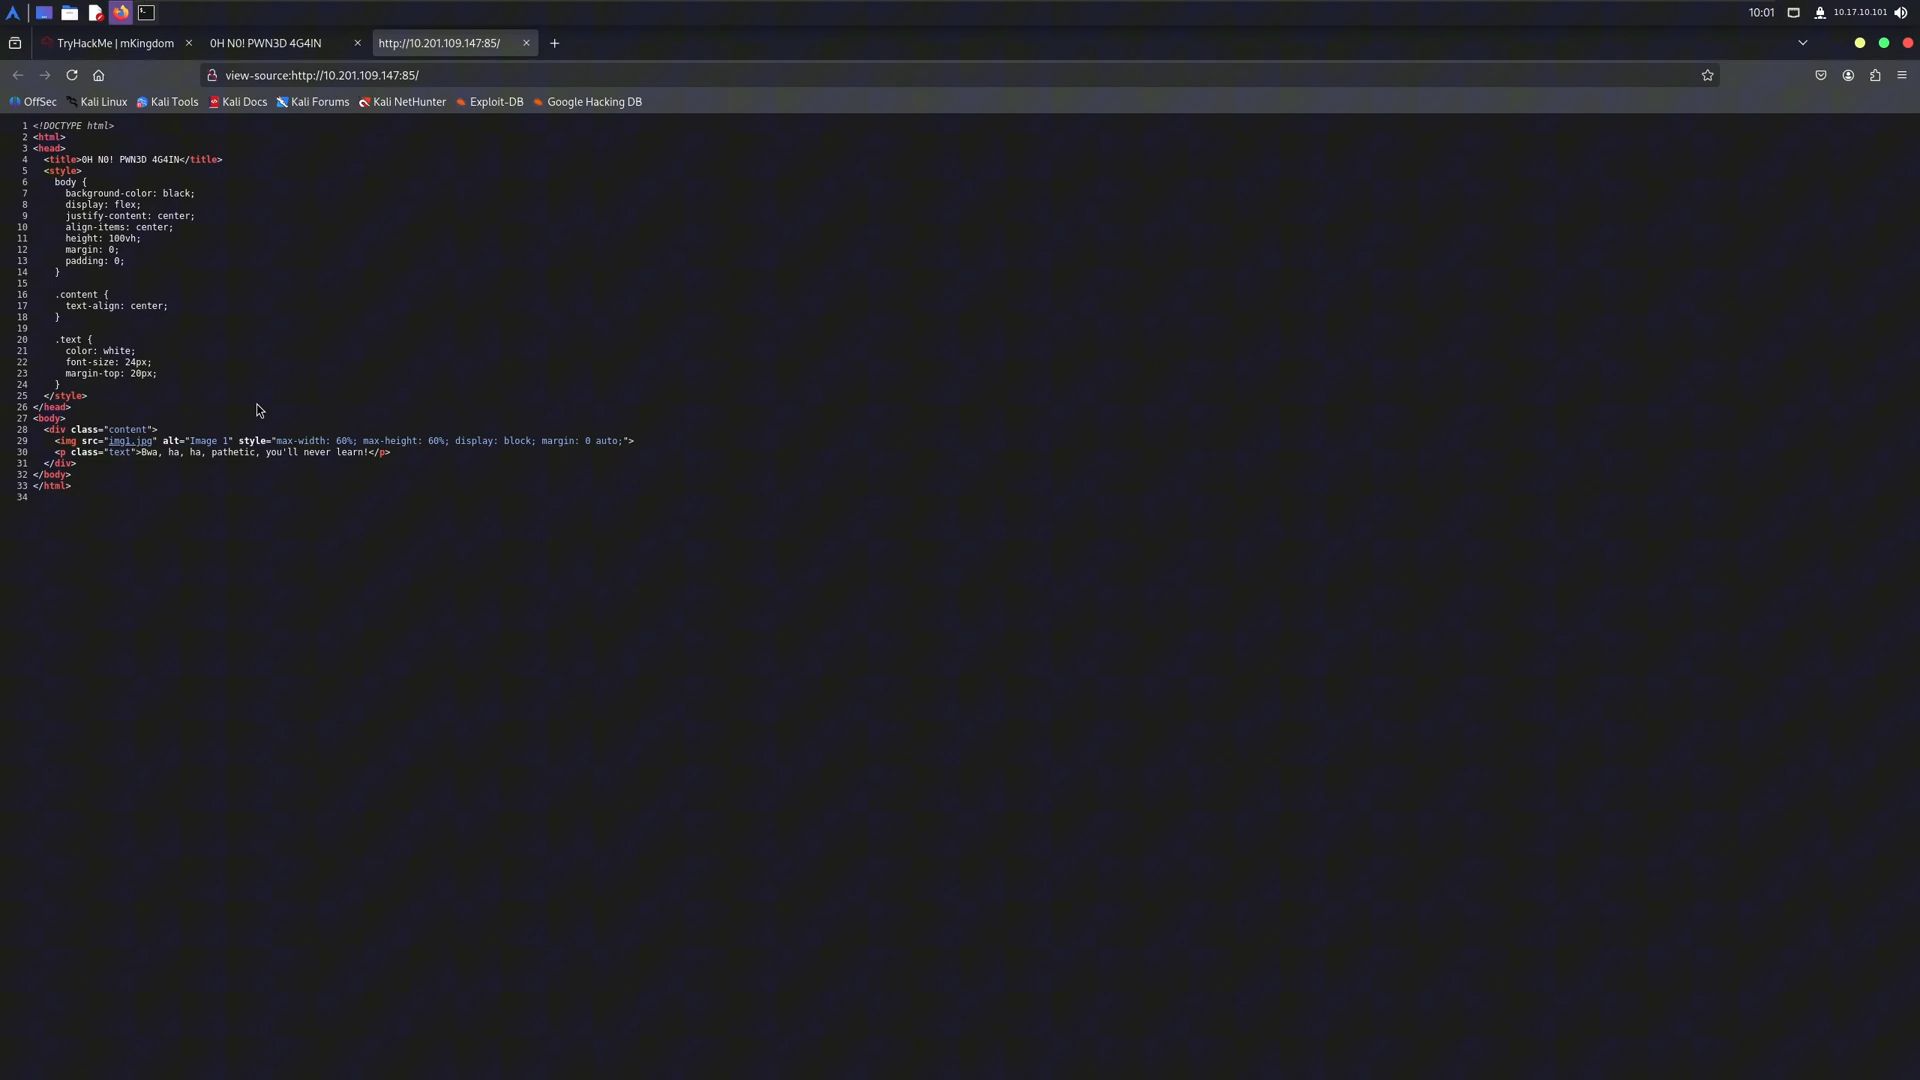 10:01
10.17.10.101
TryHackMe | mKingdom
0H N0! PWN3D 4G4IN
http://10.201.109.147:85/
view-source:http://10.201.109.147:85/
OffSec
Kali Linux
Kali Tools
Kali Docs
Kali Forums
Kali NetHunter
Exploit-DB
Google Hacking DB
1 <!DOCTYPE html>
2 <html>
3 <head>
4   <title>0H N0! PWN3D 4G4IN</title>
5   <style>
6     body {
7       background-color: black;
8       display: flex;
9       justify-content: center;
10       align-items: center;
11       height: 100vh;
12       margin: 0;
13       padding: 0;
14     }
15
16     .content {
17       text-align: center;
18     }
19
20     .text {
21       color: white;
22       font-size: 24px;
23       margin-top: 20px;
24     }
25   </style>
26 </head>
27 <body>
28   <div class="content">
29     <img src="img1.jpg" alt="Image 1" style="max-width: 60%; max-height: 60%; display: block; margin: 0 auto;">
30     <p class="text">Bwa, ha, ha, pathetic, you'll never learn!</p>
31   </div>
32 </body>
33 </html>
34